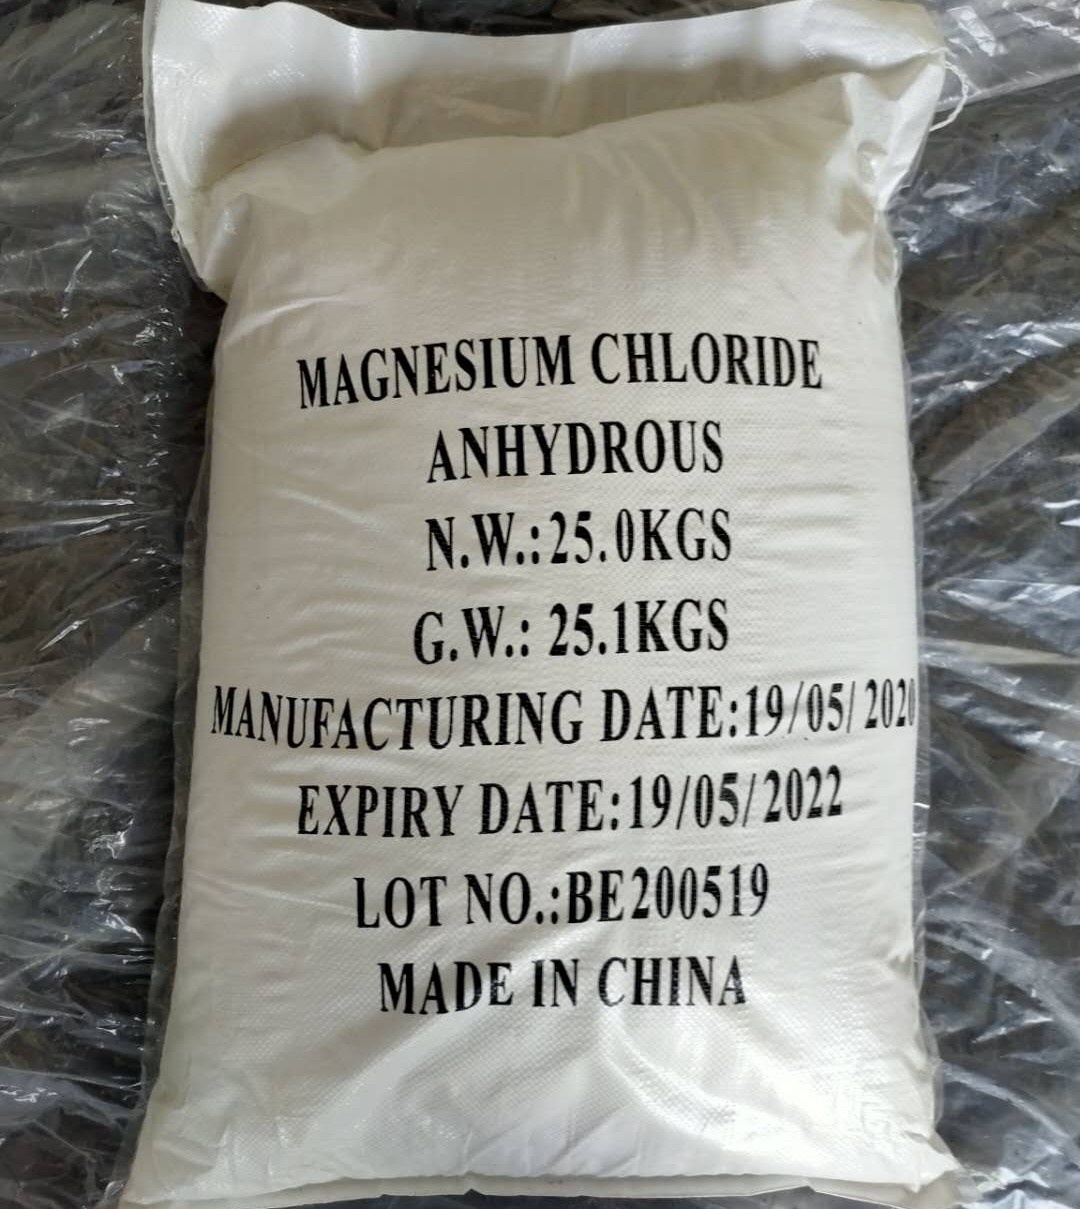 MAGNESIUM CHLORIDE
ANHYDROUS
N.W.:25.0KGS
G.W.: 25.1KGS
MANUFACTURING DATE:19/05/2020
EXPIRY DATE:19/05/2022
LOT NO.:BE200519
MADE IN CHINA